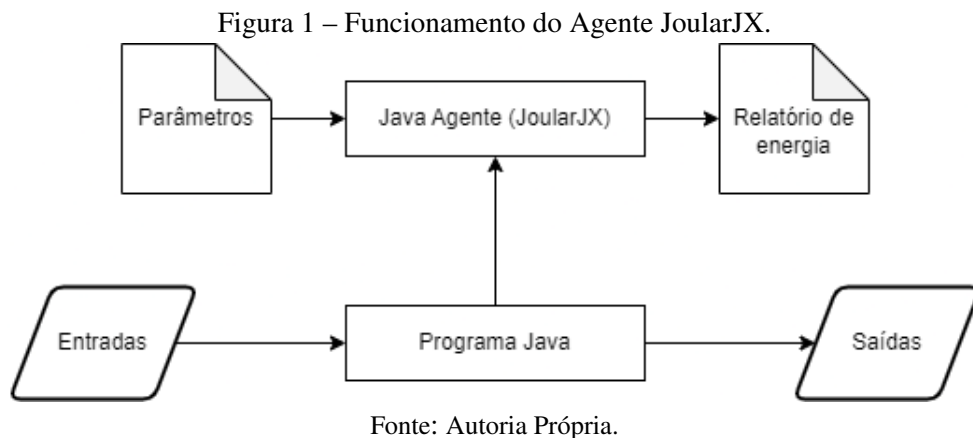 Figura 1 – Funcionamento do Agente JoularJX.
Parâmetros
Java Agente (JoularJX)
Relatório de
energia
Entradas
Programa Java
Saídas
Fonte: Autoria Própria.